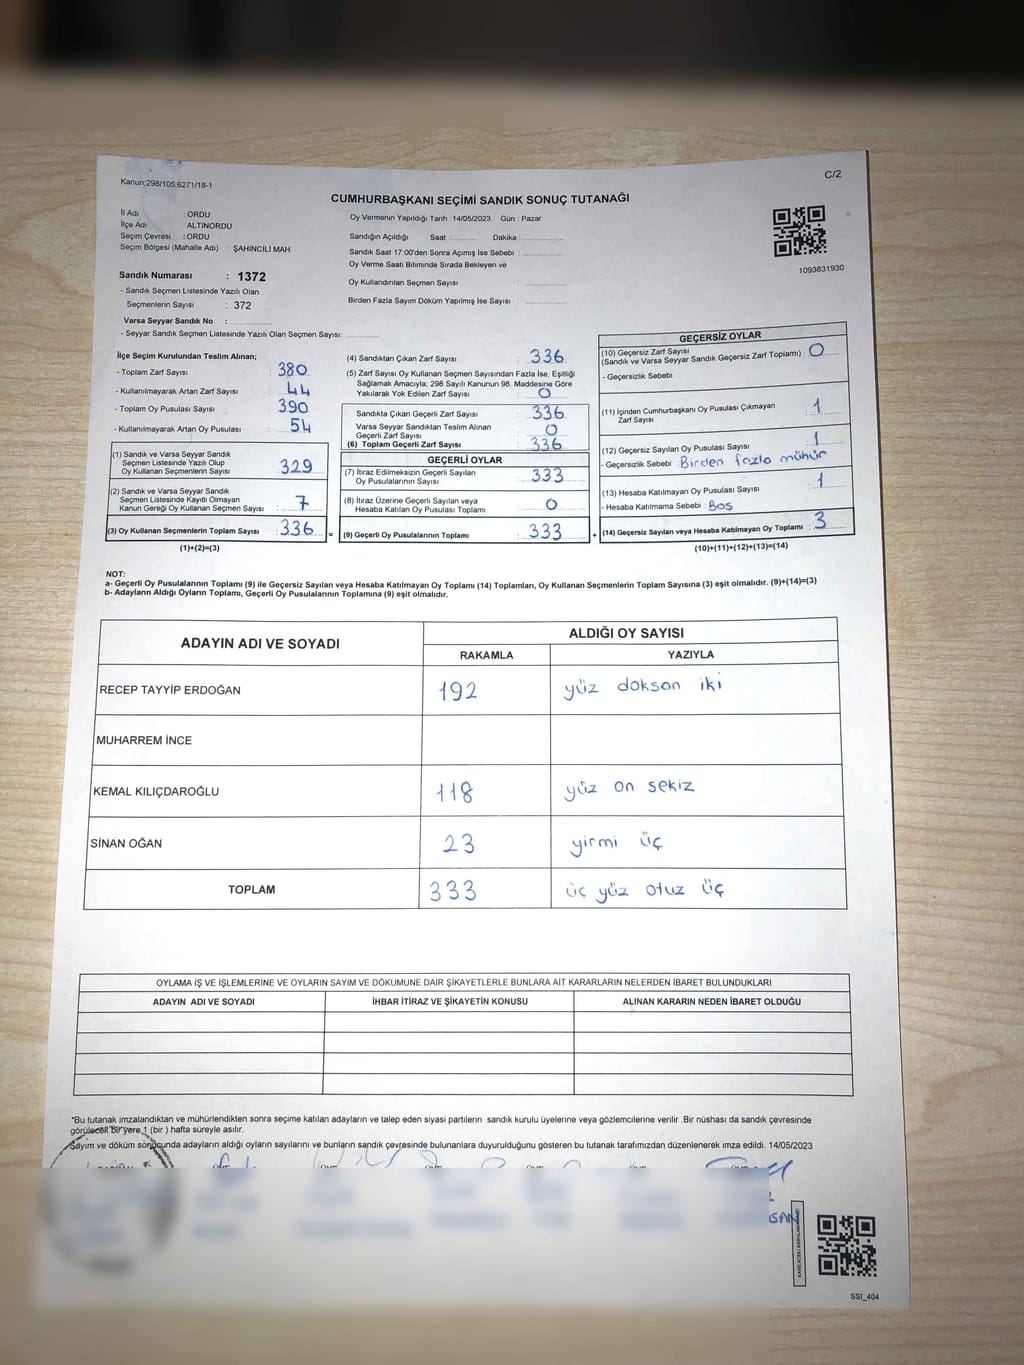 Kanun;298/105,6271/18-1
C/2
CUMHURBAŞKANI SEÇİMİ SANDIK SONUÇ TUTANAĞI
İl Adı : ORDU
İlçe Adı : ALTINORDU
Seçim Çevresi : ORDU
Seçim Bölgesi (Mahalle Adı) : ŞAHİNCİLİ MAH.
Sandık Numarası : 1372
- Sandık Seçmen Listesinde Yazılı Olan
Seçmenlerin Sayısı : 372
Varsa Seyyar Sandık No :
- Seyyar Sandık Seçmen Listesinde Yazılı Olan Seçmen Sayısı:
Oy Vermenin Yapıldığı Tarih : 14/05/2023 Gün : Pazar
Sandığın Açıldığı Saat : Dakika :
Sandık Saat 17:00'den Sonra Açımış İse Sebebi :
Oy Verme Saati Bitiminde Sırada Bekleyen ve
Oy Kullandırılan Seçmen Sayısı :
Birden Fazla Sayım Döküm Yapılmış İse Sayısı :
1093831930
İlçe Seçim Kurulundan Teslim Alınan;
- Toplam Zarf Sayısı : 380
- Kullanılmayarak Artan Zarf Sayısı : 44
- Toplam Oy Pusulası Sayısı : 390
- Kullanılmayarak Artan Oy Pusulası : 54
(1) Sandık ve Varsa Seyyar Sandık
Seçmen Listesinde Yazılı Olup
Oy Kullanan Seçmenlerin Sayısı : 329
(2) Sandık ve Varsa Seyyar Sandık
Seçmen Listesinde Kayıtlı Olmayan
Kanun Gereği Oy Kullanan Seçmen Sayısı : 7
(3) Oy Kullanan Seçmenlerin Toplam Sayısı : 336 =
(1)+(2)=(3)
(4) Sandıktan Çıkan Zarf Sayısı : 336
(5) Zarf Sayısı Oy Kullanan Seçmen Sayısından Fazla İse, Eşitliği
Sağlamak Amacıyla; 298 Sayılı Kanunun 98. Maddesine Göre
Yakılarak Yok Edilen Zarf Sayısı : 0
Sandıkta Çıkan Geçerli Zarf Sayısı : 336
Varsa Seyyar Sandıktan Teslim Alınan
Geçerli Zarf Sayısı : 0
(6) Toplam Geçerli Zarf Sayısı : 336
GEÇERLİ OYLAR
(7) İtiraz Edilmeksizin Geçerli Sayılan
Oy Pusulalarının Sayısı : 333
(8) İtiraz Üzerine Geçerli Sayılan veya
Hesaba Katılan Oy Pusulası Toplamı : 0
(9) Geçerli Oy Pusulalarının Toplamı : 333 +
GEÇERSİZ OYLAR
(10) Geçersiz Zarf Sayısı
(Sandık ve Varsa Seyyar Sandık Geçersiz Zarf Toplamı) : 0
- Geçersizlik Sebebi :
(11) İçinden Cumhurbaşkanı Oy Pusulası Çıkmayan
Zarf Sayısı : 1
(12) Geçersiz Sayılan Oy Pusulası Sayısı : 1
- Geçersizlik Sebebi Birden fazla mühür
(13) Hesaba Katılmayan Oy Pusulası Sayısı : 1
- Hesaba Katılmama Sebebi : Boş
(14) Geçersiz Sayılan veya Hesaba Katılmayan Oy Toplamı : 3
(10)+(11)+(12)+(13)=(14)
NOT:
a- Geçerli Oy Pusulalarının Toplamı (9) ile Geçersiz Sayılan veya Hesaba Katılmayan Oy Toplamı (14) Toplamları, Oy Kullanan Seçmenlerin Toplam Sayısına (3) eşit olmalıdır. (9)+(14)=(3)
b- Adayların Aldığı Oyların Toplamı, Geçerli Oy Pusulalarının Toplamına (9) eşit olmalıdır.
ADAYIN ADI VE SOYADI
ALDIĞI OY SAYISI
RAKAMLA YAZIYLA
RECEP TAYYİP ERDOĞAN 192 yüz doksan iki
MUHARREM İNCE
KEMAL KILIÇDAROĞLU 118 yüz on sekiz
SİNAN OĞAN 23 yirmi üç
TOPLAM 333 üç yüz otuz üç
OYLAMA İŞ VE İŞLEMLERİNE VE OYLARIN SAYIM VE DÖKÜMÜNE DAİR ŞİKAYETLERLE BUNLARA AİT KARARLARIN NELERDEN İBARET BULUNDUKLARI
ADAYIN ADI VE SOYADI İHBAR İTİRAZ VE ŞİKAYETİN KONUSU ALINAN KARARIN NEDEN İBARET OLDUĞU
*Bu tutanak imzalandıktan ve mühürlendikten sonra seçime katılan adayların ve talep eden siyasi partilerin sandık kurulu üyelerine veya gözlemcilerine verilir .Bir nüshası da sandık çevresinde
görülecek bir yere 1 (bir ) hafta süreyle asılır.
Sayım ve döküm sonucunda adayların aldığı oyların sayılarını ve bunların sandık çevresinde bulunanlara duyurulduğunu gösteren bu tutanak tarafımızdan düzenlenerek imza edildi. 14/05/2023
SSİ_404